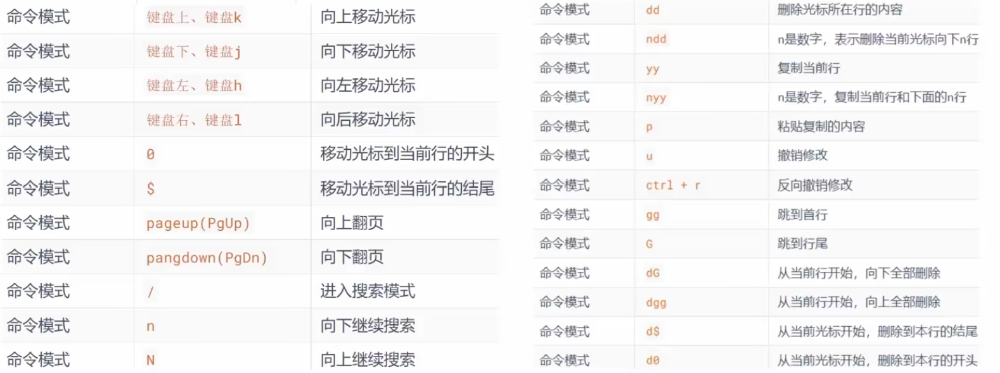 命令模式 键盘上、键盘k 向上移动光标
命令模式 键盘下、键盘j 向下移动光标
命令模式 键盘左、键盘h 向左移动光标
命令模式 键盘右、键盘l 向后移动光标
命令模式 0 移动光标到当前行的开头
命令模式 $ 移动光标到当前行的结尾
命令模式 pageup(PgUp) 向上翻页
命令模式 pangdown(PgDn) 向下翻页
命令模式 / 进入搜索模式
命令模式 n 向下继续搜索
命令模式 N 向上继续搜索
命令模式 dd 删除光标所在行的内容
命令模式 ndd n是数字，表示删除当前光标向下n行
命令模式 yy 复制当前行
命令模式 nyy n是数字，复制当前行和下面的n行
命令模式 p 粘贴复制的内容
命令模式 u 撤销修改
命令模式 ctrl + r 反向撤销修改
命令模式 gg 跳到首行
命令模式 G 跳到行尾
命令模式 dG 从当前行开始，向下全部删除
命令模式 dgg 从当前行开始，向上全部删除
命令模式 d$ 从当前光标开始，删除到本行的结尾
命令模式 d0 从当前光标开始，删除到本行的开头